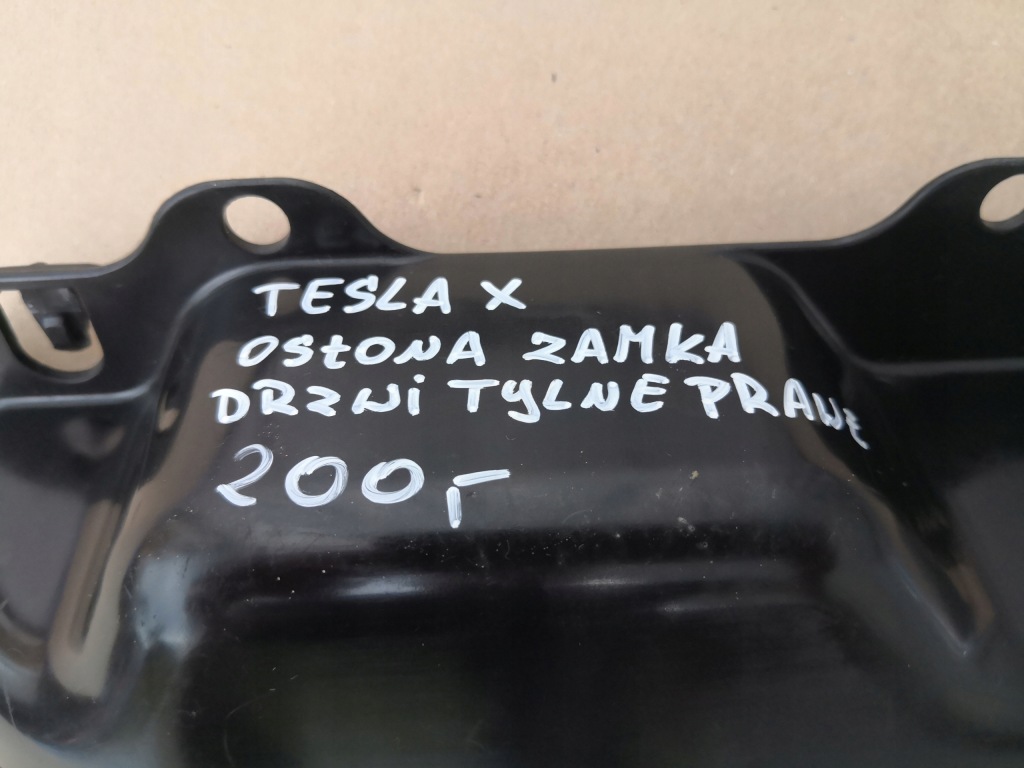 TESLA X
OSŁONA ZAMKA
DRZWI TYLNE PRAWE
200,-